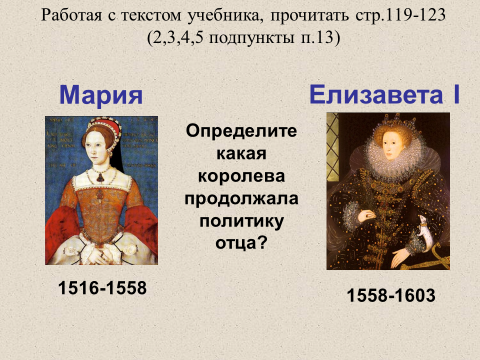 Работая с текстом учебника, прочитать стр.119-123
(2,3,4,5 подпункты п.13)
Мария
Елизавета I
Определите
какая
королева
продолжала
политику
отца?
1516-1558
1558-1603